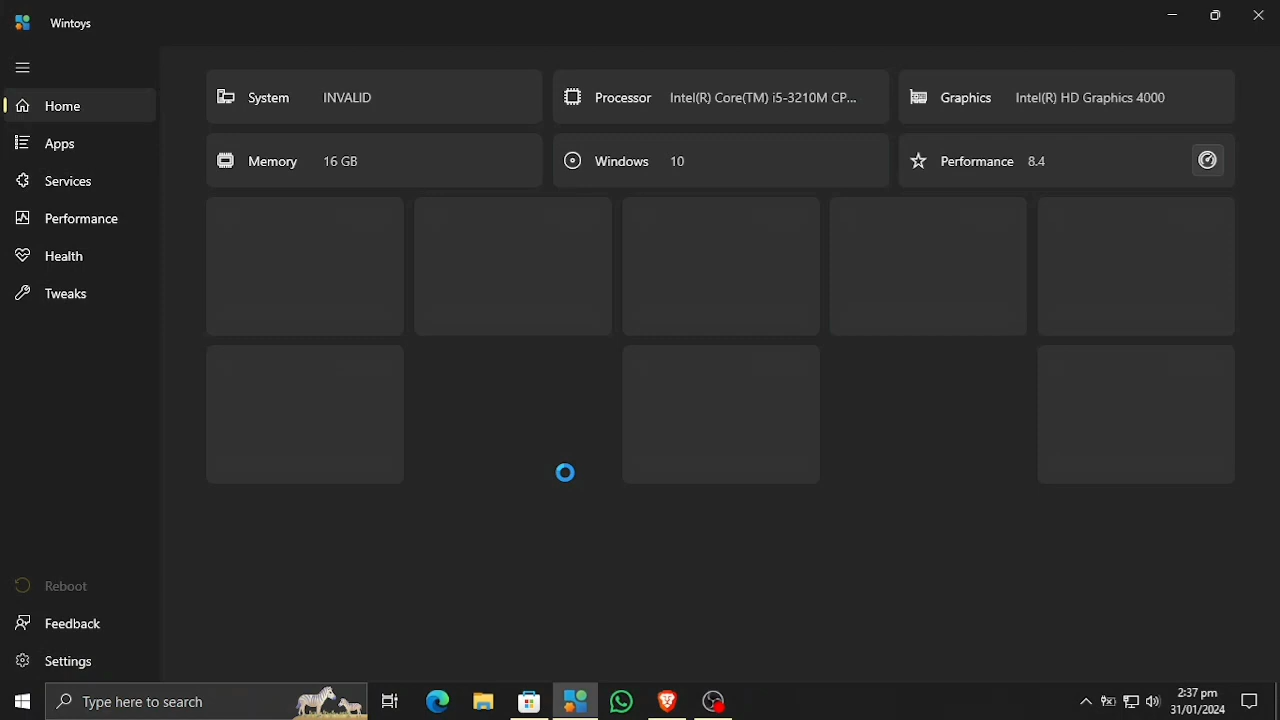 Wintoys
Home
Apps
Services
Performance
Health
Tweaks
Reboot
Feedback
Settings
System INVALID
Processor Intel(R) Core(TM) i5-3210M CP...
Graphics Intel(R) HD Graphics 4000
Memory 16 GB
Windows 10
Performance 8.4
Type here to search
2:37 pm
31/01/2024